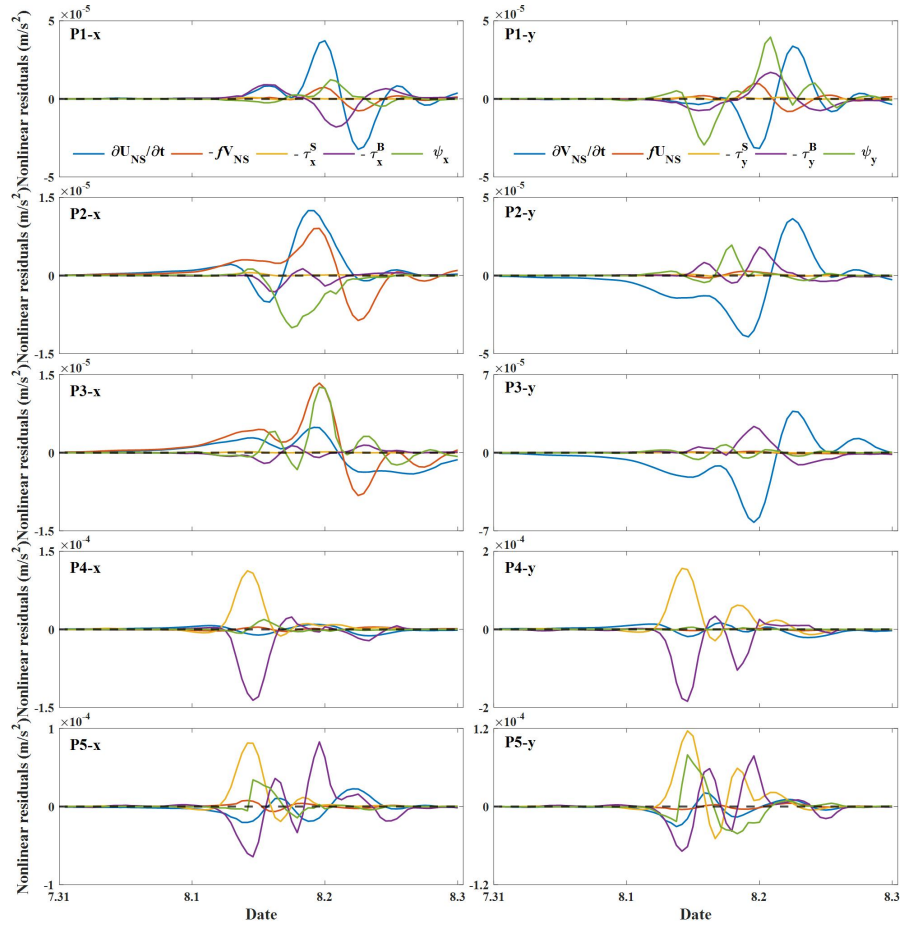 ×10⁻⁵ ×10⁻⁵
5 5
P1-x P1-y
0 0
∂U_NS/∂t -fV_NS -τ_x^S -τ_x^B ψ_x ∂V_NS/∂t fU_NS -τ_y^S -τ_y^B ψ_y
-5 -5
Nonlinear residuals (m/s²)
×10⁻⁵ ×10⁻⁵
1.5 5
P2-x P2-y
0 0
-1.5 -5
Nonlinear residuals (m/s²)
×10⁻⁵ ×10⁻⁵
1.5 7
P3-x P3-y
0 0
-1.5 -7
Nonlinear residuals (m/s²)
×10⁻⁴ ×10⁻⁴
1.5 2
P4-x P4-y
0 0
-1.5 -2
Nonlinear residuals (m/s²)
×10⁻⁴ ×10⁻⁴
1 1.2
P5-x P5-y
0 0
-1 -1.2
Nonlinear residuals (m/s²)
7.31 8.1 8.2 8.3 8.1 8.2 8.3
Date Date